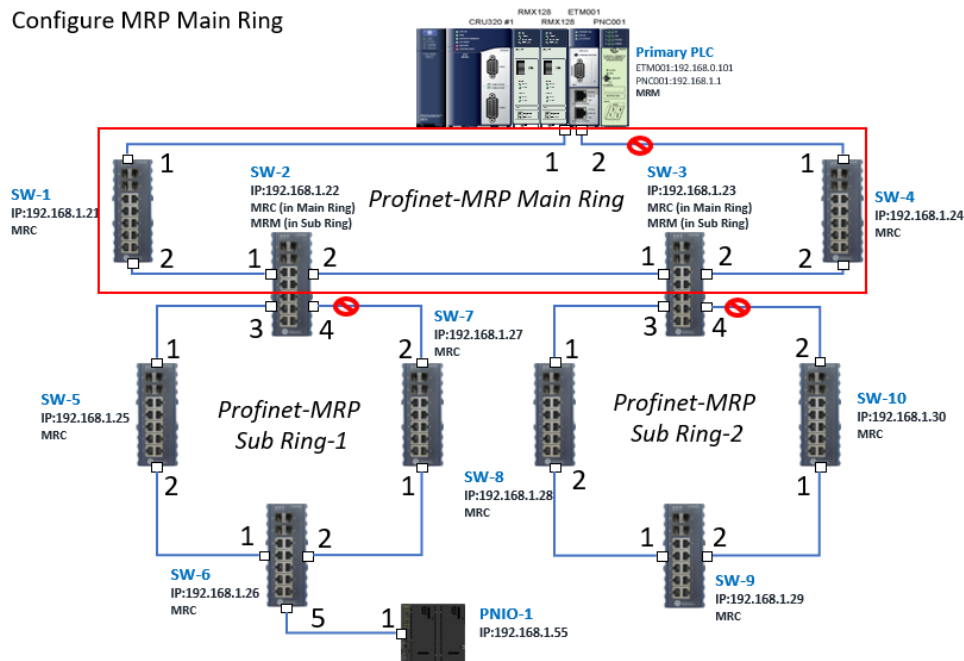 Configure MRP Main Ring
RMX128 ETM001
CRU320 #1 RMX128 PNC001
Primary PLC
ETM001:192.168.0.101
PNC001:192.168.1.1
MRM
1 2
1 1
SW-1
IP:192.168.1.21
MRC
SW-2
IP:192.168.1.22
MRC (in Main Ring)
MRM (in Sub Ring)
Profinet-MRP Main Ring
SW-3
IP:192.168.1.23
MRC (in Main Ring)
MRM (in Sub Ring)
SW-4
IP:192.168.1.24
MRC
2 1 2 1 2 2
3 4 3 4
SW-7
IP:192.168.1.27
MRC
1 2 1 2
SW-5
IP:192.168.1.25
MRC
Profinet-MRP
Sub Ring-1
Profinet-MRP
Sub Ring-2
SW-10
IP:192.168.1.30
MRC
2 1 2 1
SW-8
IP:192.168.1.28
MRC
1 2 1 2
SW-6
IP:192.168.1.26
MRC
SW-9
IP:192.168.1.29
MRC
5 1
PNIO-1
IP:192.168.1.55